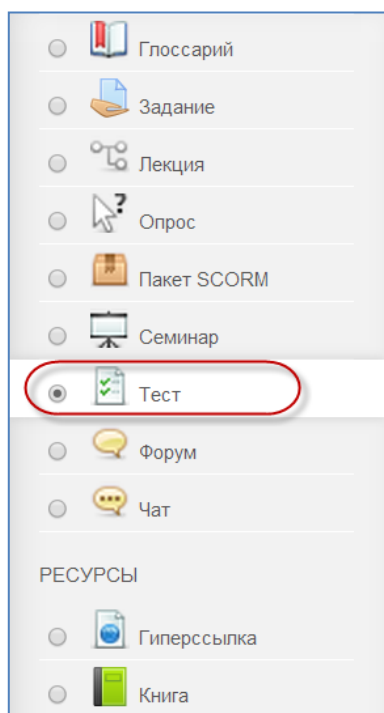 Глоссарий
Задание
Лекция
Опрос
Пакет SCORM
Семинар
Тест
Форум
Чат
РЕСУРСЫ
Гиперссылка
Книга